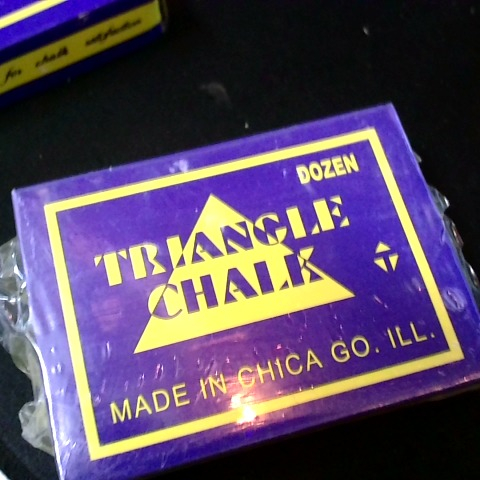 for chalk satisfaction
DOZEN
TRIANGLE
CHALK
T
MADE IN CHICA GO. ILL.